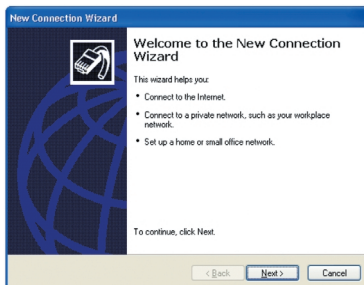 New Connection Wizard
Welcome to the New Connection
Wizard
This wizard helps you:
• Connect to the Internet.
• Connect to a private network, such as your workplace
network.
• Set up a home or small office network.
To continue, click Next.
< Back Next > Cancel